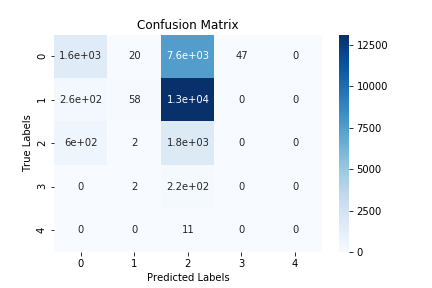 Confusion Matrix
0 1.6e+03 20 7.6e+03 47 0
1 2.6e+02 58 1.3e+04 0 0
2 6e+02 2 1.8e+03 0 0
3 0 2 2.2e+02 0 0
4 0 0 11 0 0
0 1 2 3 4
Predicted Labels
True Labels
12500
10000
7500
5000
2500
0